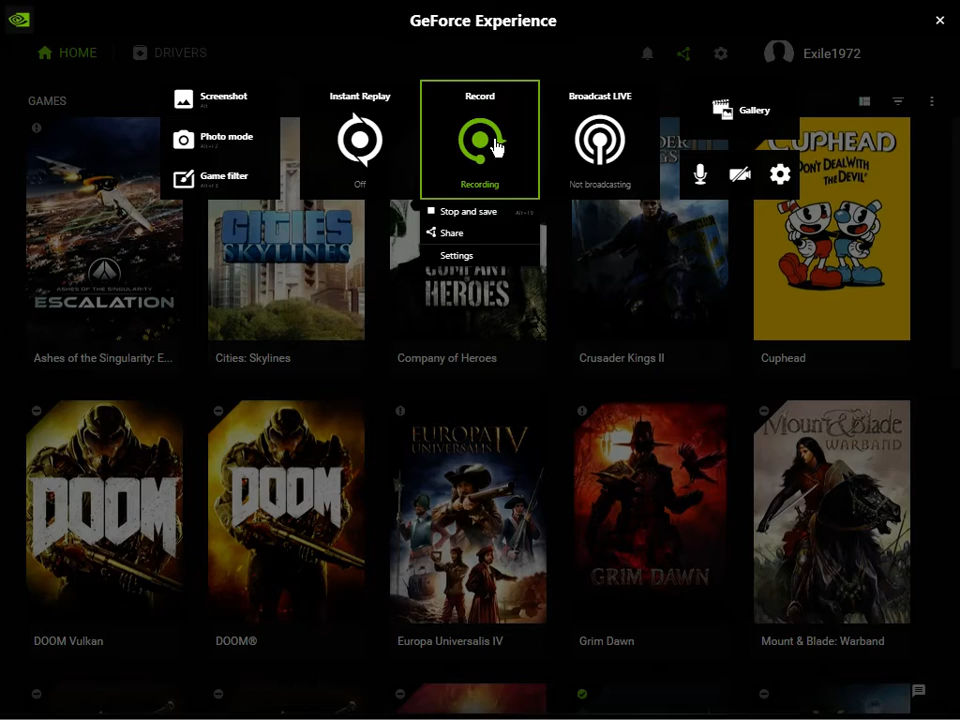 GeForce Experience
HOME
DRIVERS
Exile1972
GAMES
Screenshot
Photo mode
Game filter
Instant Replay
Off
Record
Recording
Stop and save
Share
Settings
Broadcast LIVE
Not broadcasting
Gallery
ASHES OF THE SINGULARITY
ESCALATION
CITIES
SKYLINES
COMPANY
HEROES
CUPHEAD
DON'T DEAL WITH
THE DEVIL
Ashes of the Singularity: E...
Cities: Skylines
Company of Heroes
Crusader Kings II
Cuphead
DOOM
DOOM
EUROPA
UNIVERSALIS IV
GRIM DAWN
Mount & Blade
WARBAND
DOOM Vulkan
DOOM®
Europa Universalis IV
Grim Dawn
Mount & Blade: Warband